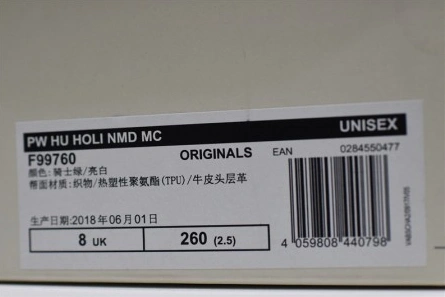 PW HU HOLI NMD MC UNISEX
F99760 ORIGINALS EAN 0284550477
颜色: 骑士绿/亮白
帮面材质: 织物/热塑性聚氨酯(TPU)/牛皮头层革
生产日期2018年06月01日
8 UK 260 (2.5)
4 059808 440798